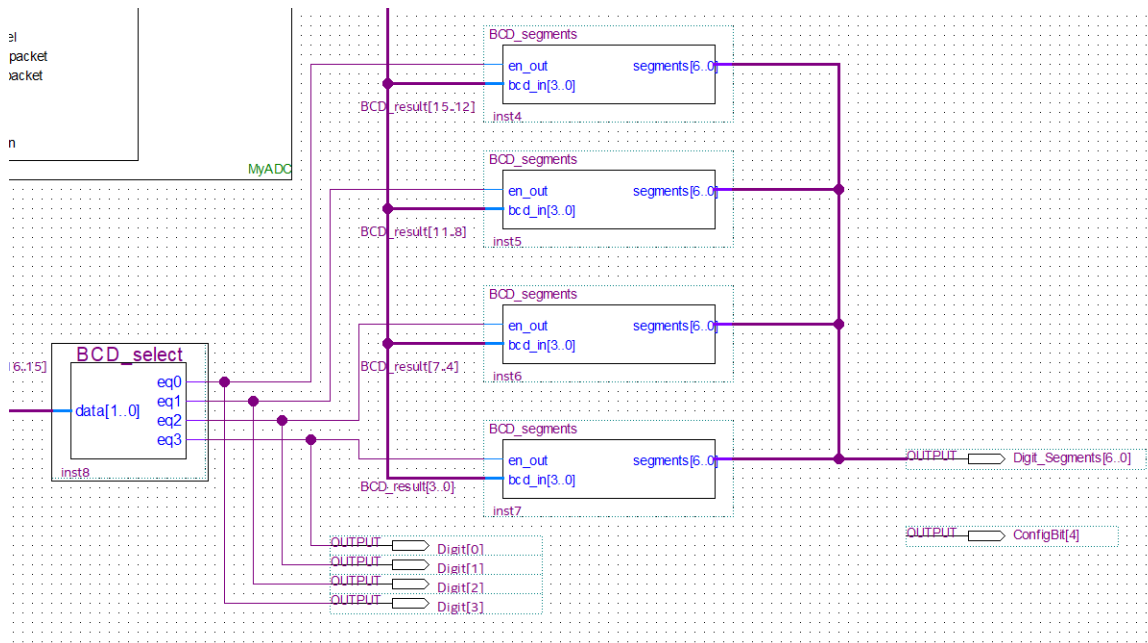 el
packet
packet
n
MyADC
BCD_segments
en_out
segments[6..0]
bcd_in[3..0]
BCD_result[15..12]
inst4
BCD_segments
en_out
segments[6..0]
bcd_in[3..0]
BCD_result[11..8]
inst5
BCD_segments
en_out
segments[6..0]
bcd_in[3..0]
BCD_result[7..4]
inst6
16..15]
BCD_select
eq0
data[1..0]
eq1
eq2
eq3
inst8
BCD_segments
en_out
segments[6..0]
bcd_in[3..0]
BCD_result[3..0]
inst7
OUTPUT
Digit_Segments[6..0]
OUTPUT
ConfigBit[4]
OUTPUT
Digit[0]
OUTPUT
Digit[1]
OUTPUT
Digit[2]
OUTPUT
Digit[3]